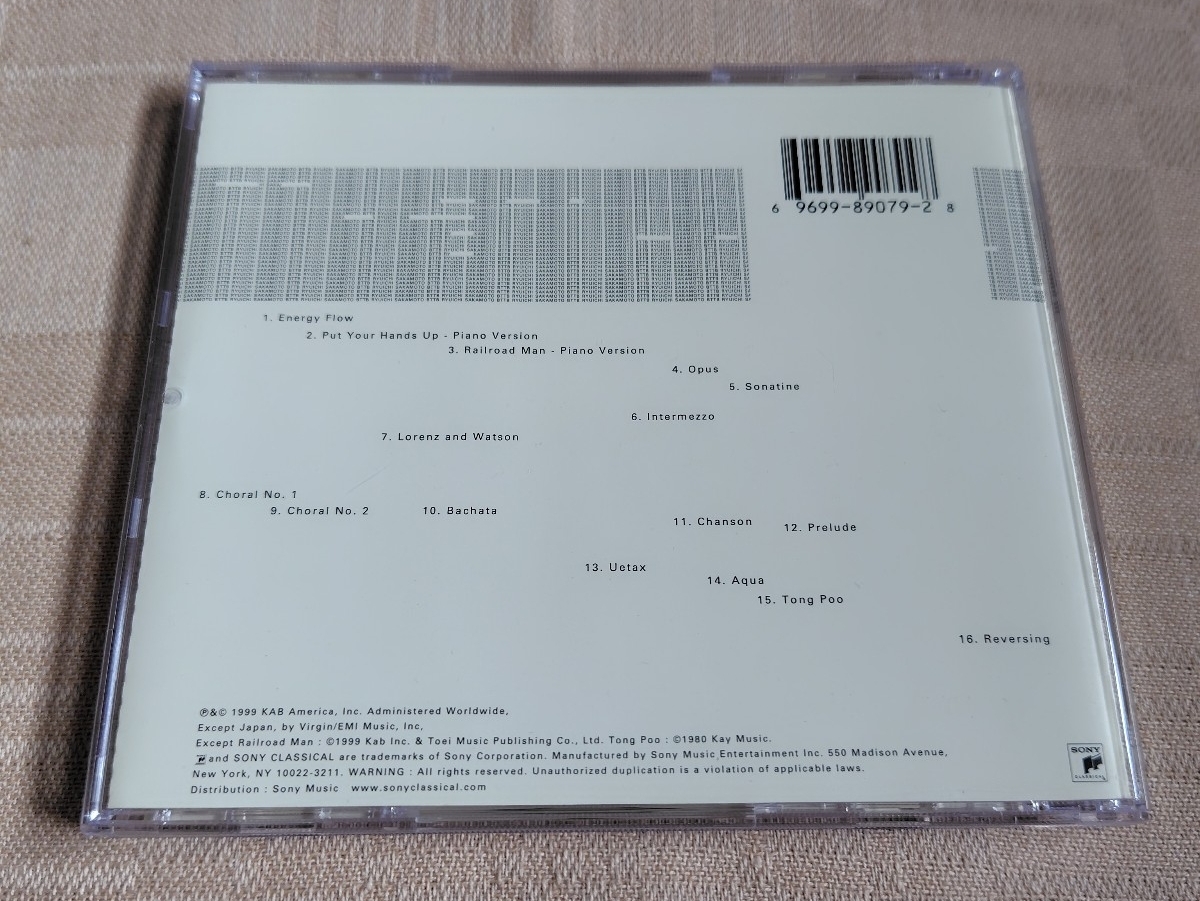 6 9699-89079-2 8
1. Energy Flow
2. Put Your Hands Up - Piano Version
3. Railroad Man - Piano Version
4. Opus
5. Sonatine
6. Intermezzo
7. Lorenz and Watson
8. Choral No. 1
9. Choral No. 2
10. Bachata
11. Chanson
12. Prelude
13. Uetax
14. Aqua
15. Tong Poo
16. Reversing
℗&© 1999 KAB America, Inc. Administered Worldwide,
Except Japan, by Virgin/EMI Music, Inc,
Except Railroad Man : ©1999 Kab Inc. & Toei Music Publishing Co., Ltd. Tong Poo : ©1980 Kay Music.
and SONY CLASSICAL are trademarks of Sony Corporation. Manufactured by Sony Music Entertainment Inc. 550 Madison Avenue,
New York, NY 10022-3211. WARNING : All rights reserved. Unauthorized duplication is a violation of applicable laws.
Distribution : Sony Music www.sonyclassical.com
SONY
CLASSICAL